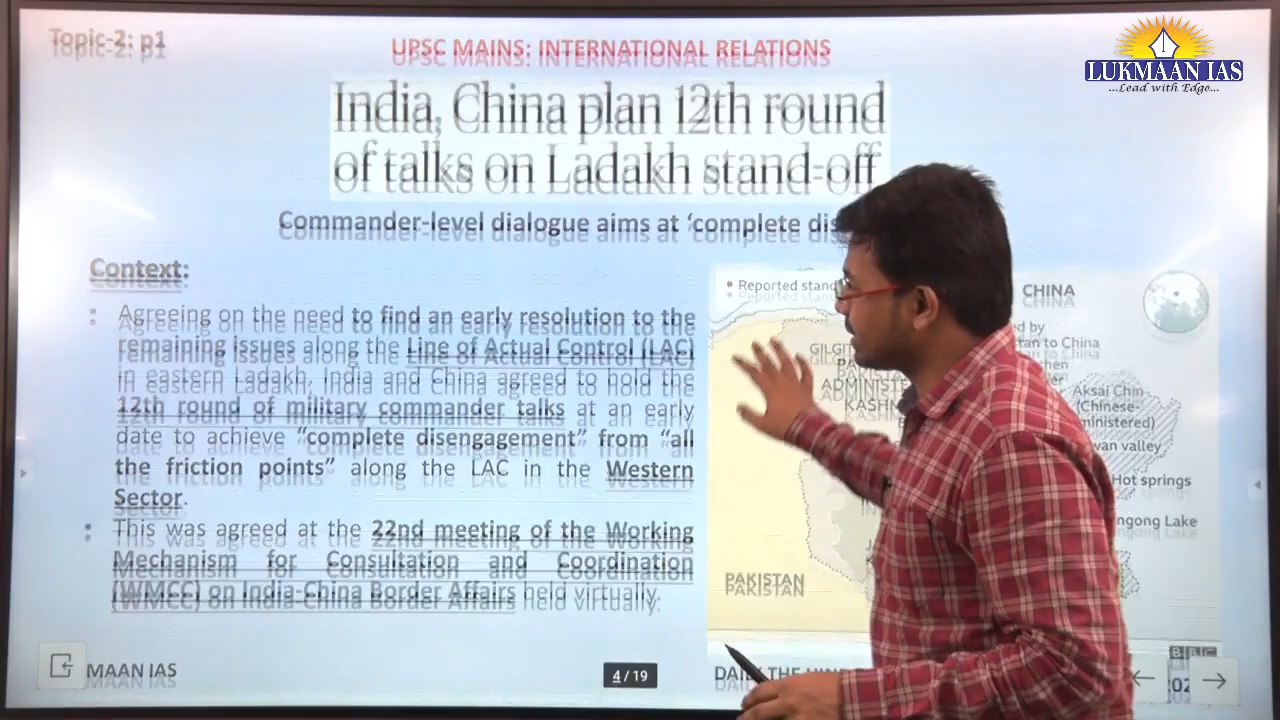 Topic-2: p1
UPSC MAINS: INTERNATIONAL RELATIONS
LUKMAAN IAS
...Lead with Edge...
India, China plan 12th round
of talks on Ladakh stand-off
Commander-level dialogue aims at ‘complete
Context:
Agreeing on the need to find an early resolution to the
remaining issues along the Line of Actual Control (LAC)
in eastern Ladakh, India and China agreed to hold the
12th round of military commander talks at an early
date to achieve “complete disengagement” from “all
the friction points” along the LAC in the Western
Sector.
This was agreed at the 22nd meeting of the Working
Mechanism for Consultation and Coordination
(WMCC) on India-China Border Affairs held virtually.
Reported
CHINA
to China
Aksai Chin
(Chinese-
valley
Hot springs
Lake
PAKISTAN
BBC
MAAN IAS
4 / 19
THE